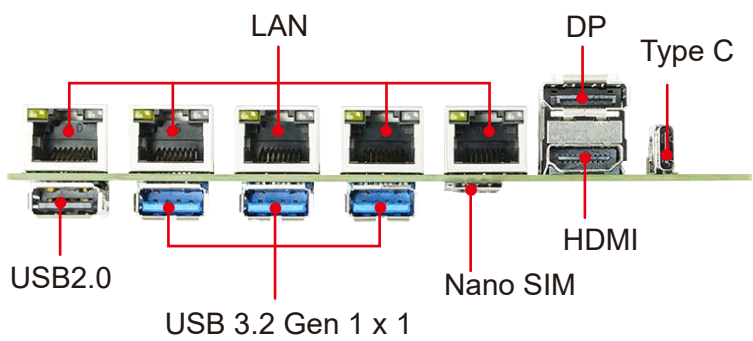 LAN
DP
Type C
HDMI
USB2.0
Nano SIM
USB 3.2 Gen 1 x 1